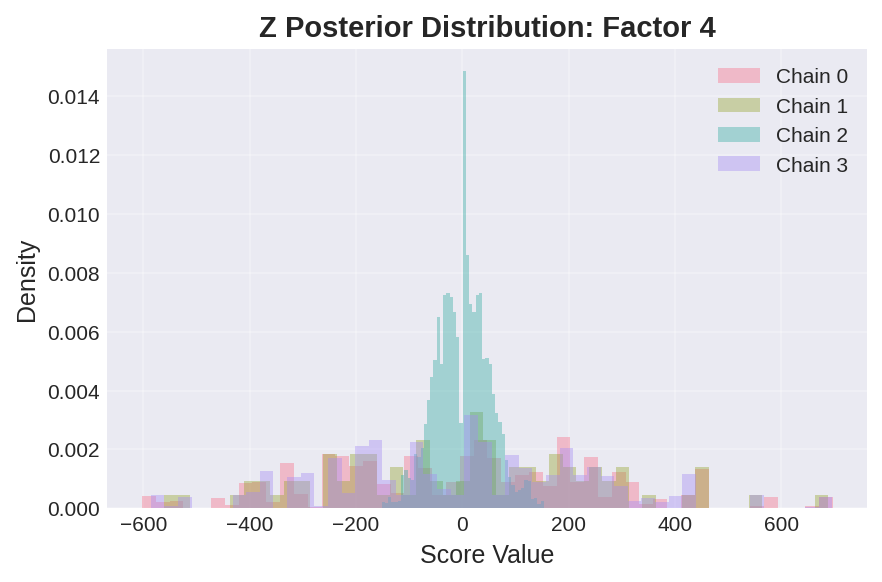 Z Posterior Distribution: Factor 4
Chain 0
Chain 1
Chain 2
Chain 3
Density
0.014
0.012
0.010
0.008
0.006
0.004
0.002
0.000
−600
−400
−200
0
200
400
600
Score Value